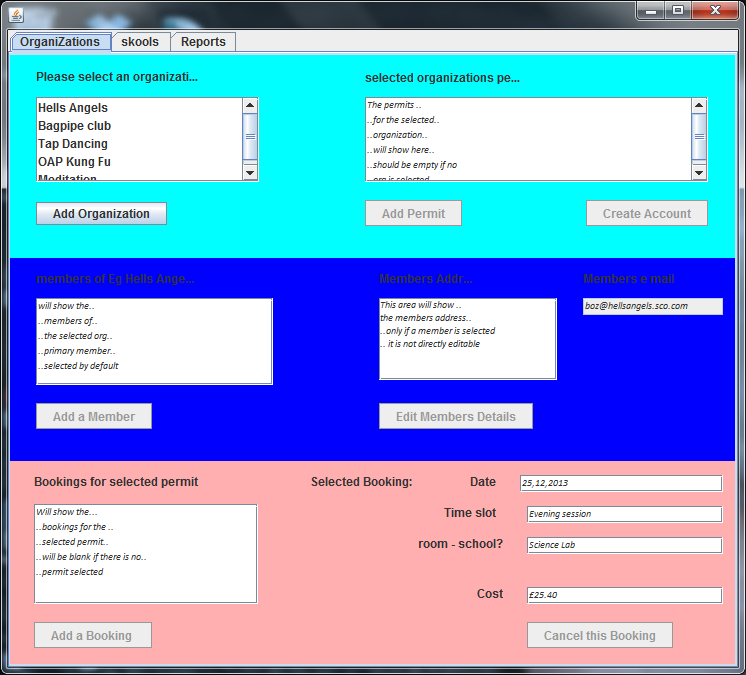 OrganiZations skools Reports
Please select an organizati...
Hells Angels
Bagpipe club
Tap Dancing
OAP Kung Fu
Meditation
Add Organization
selected organizations pe...
The permits ..
..for the selected..
..organization..
..will show here..
..should be empty if no
..org is selected
Add Permit Create Account
members of Eg Hells Ange...
will show the..
..members of..
..the selected org..
..primary member..
..selected by default
Add a Member
Members Addr...
This area will show ..
the members address..
..only if a member is selected
.. it is not directly editable
Edit Members Details
Members e mail
boz@hellsangels.sco.com
Bookings for selected permit
Will show the...
..bookings for the ..
..selected permit..
..will be blank if there is no..
..permit selected
Add a Booking
Selected Booking: Date 25,12,2013
Time slot Evening session
room - school? Science Lab
Cost £25.40
Cancel this Booking